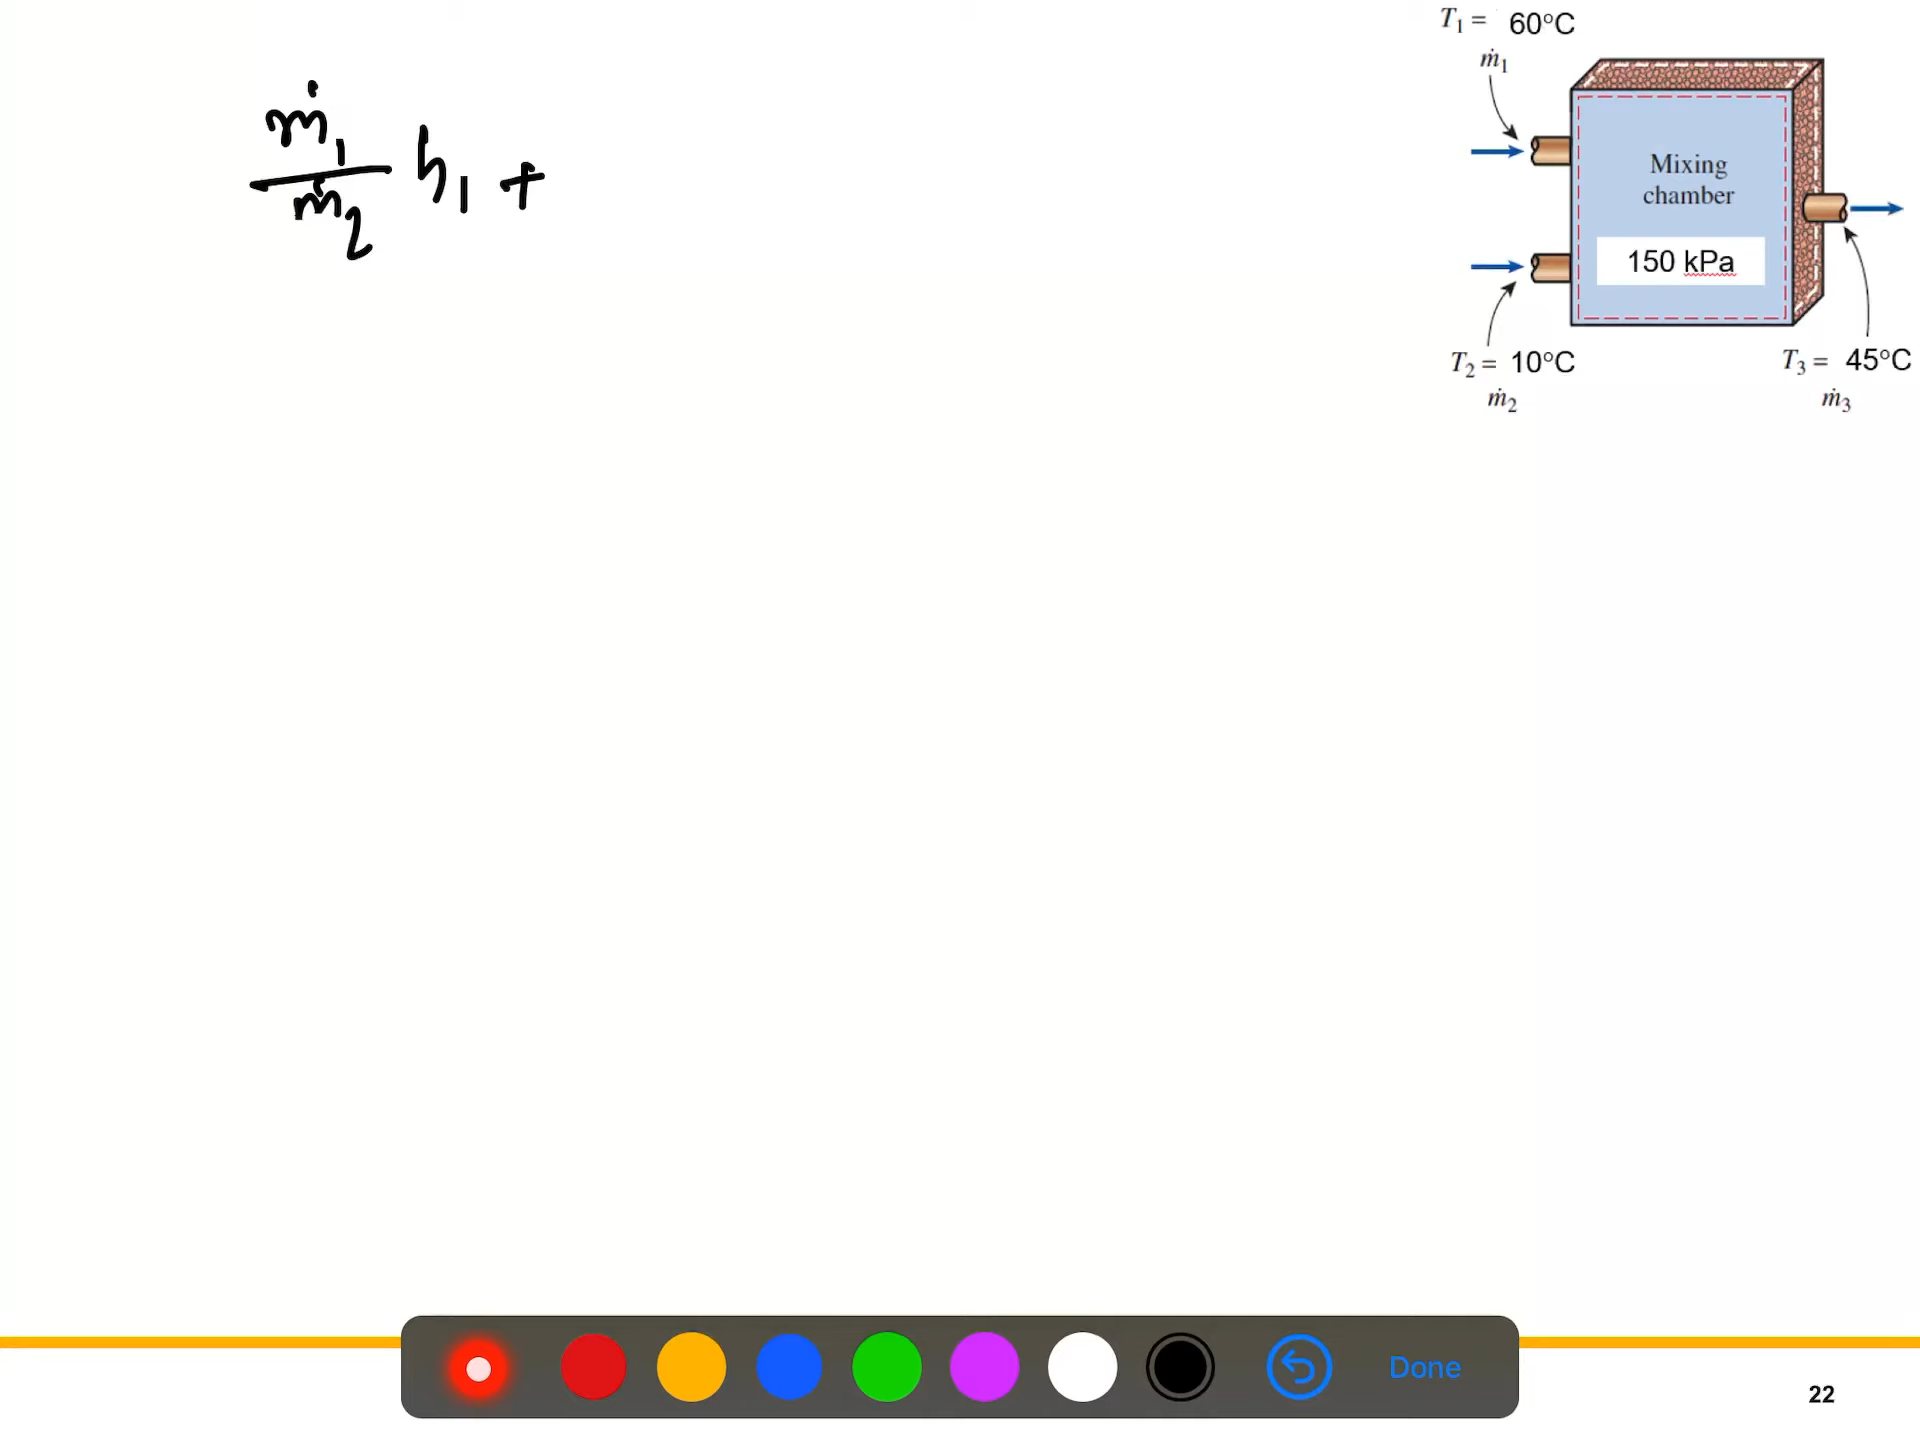 T₁ = 60°C
ṁ₁
ṁ₁/ṁ₂ h₁ +
Mixing
chamber
150 kPa
T₂ = 10°C
T₃ = 45°C
ṁ₂
ṁ₃
Done
22